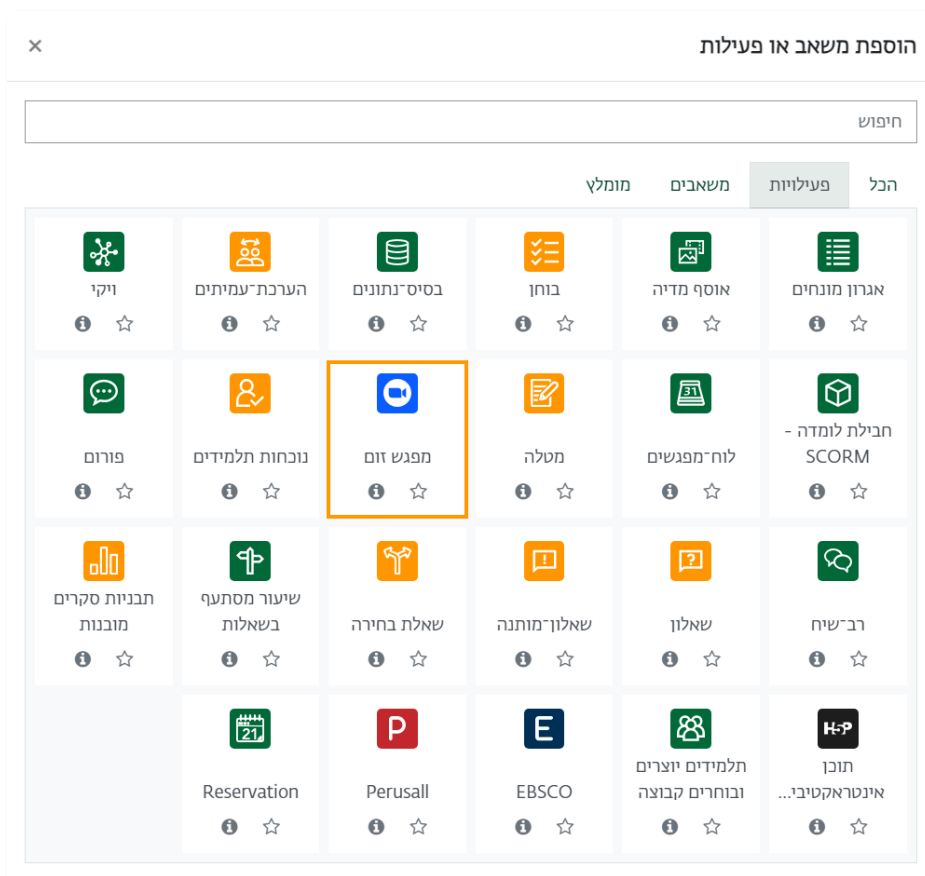 הוספת משאב או פעילות
×
חיפוש
הכל פעילויות משאבים מומלץ
אגרון מונחים
אוסף מדיה
בוחן
בסיס־נתונים
הערכת־עמיתים
ויקי
חבילת לומדה -
SCORM
31
לוח־מפגשים
מטלה
מפגש זום
נוכחות תלמידים
פורום
רב־שיח
?
שאלון
!
שאלון־מותנה
שאלת בחירה
שיעור מסתעף
בשאלות
תבניות סקרים
מובנות
H5P
תוכן
אינטראקטיבי...
תלמידים יוצרים
ובוחרים קבוצה
E
EBSCO
P
Perusall
21
Reservation